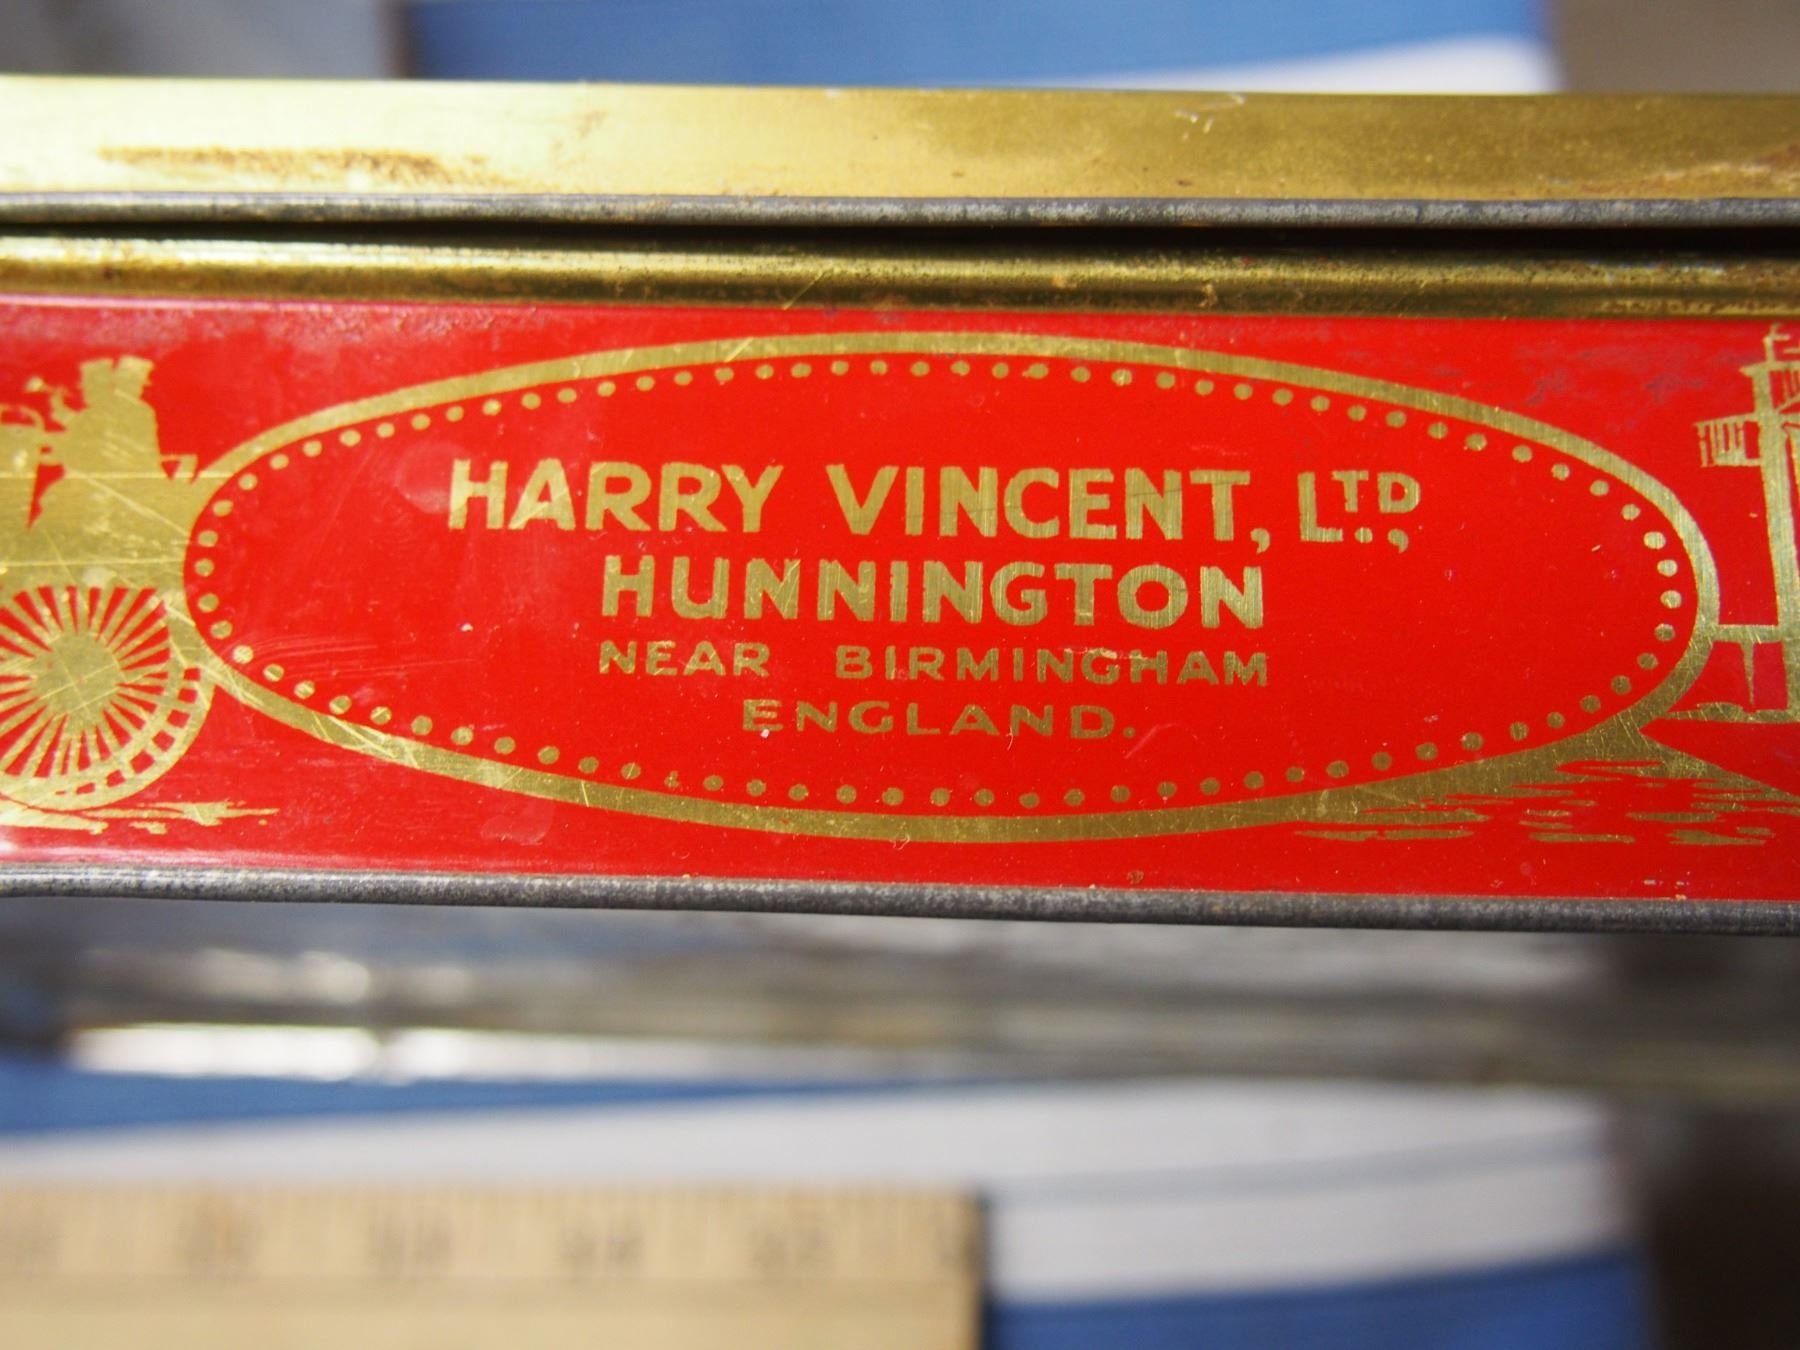 HARRY VINCENT, LTD.,
HUNNINGTON
NEAR BIRMINGHAM
ENGLAND.